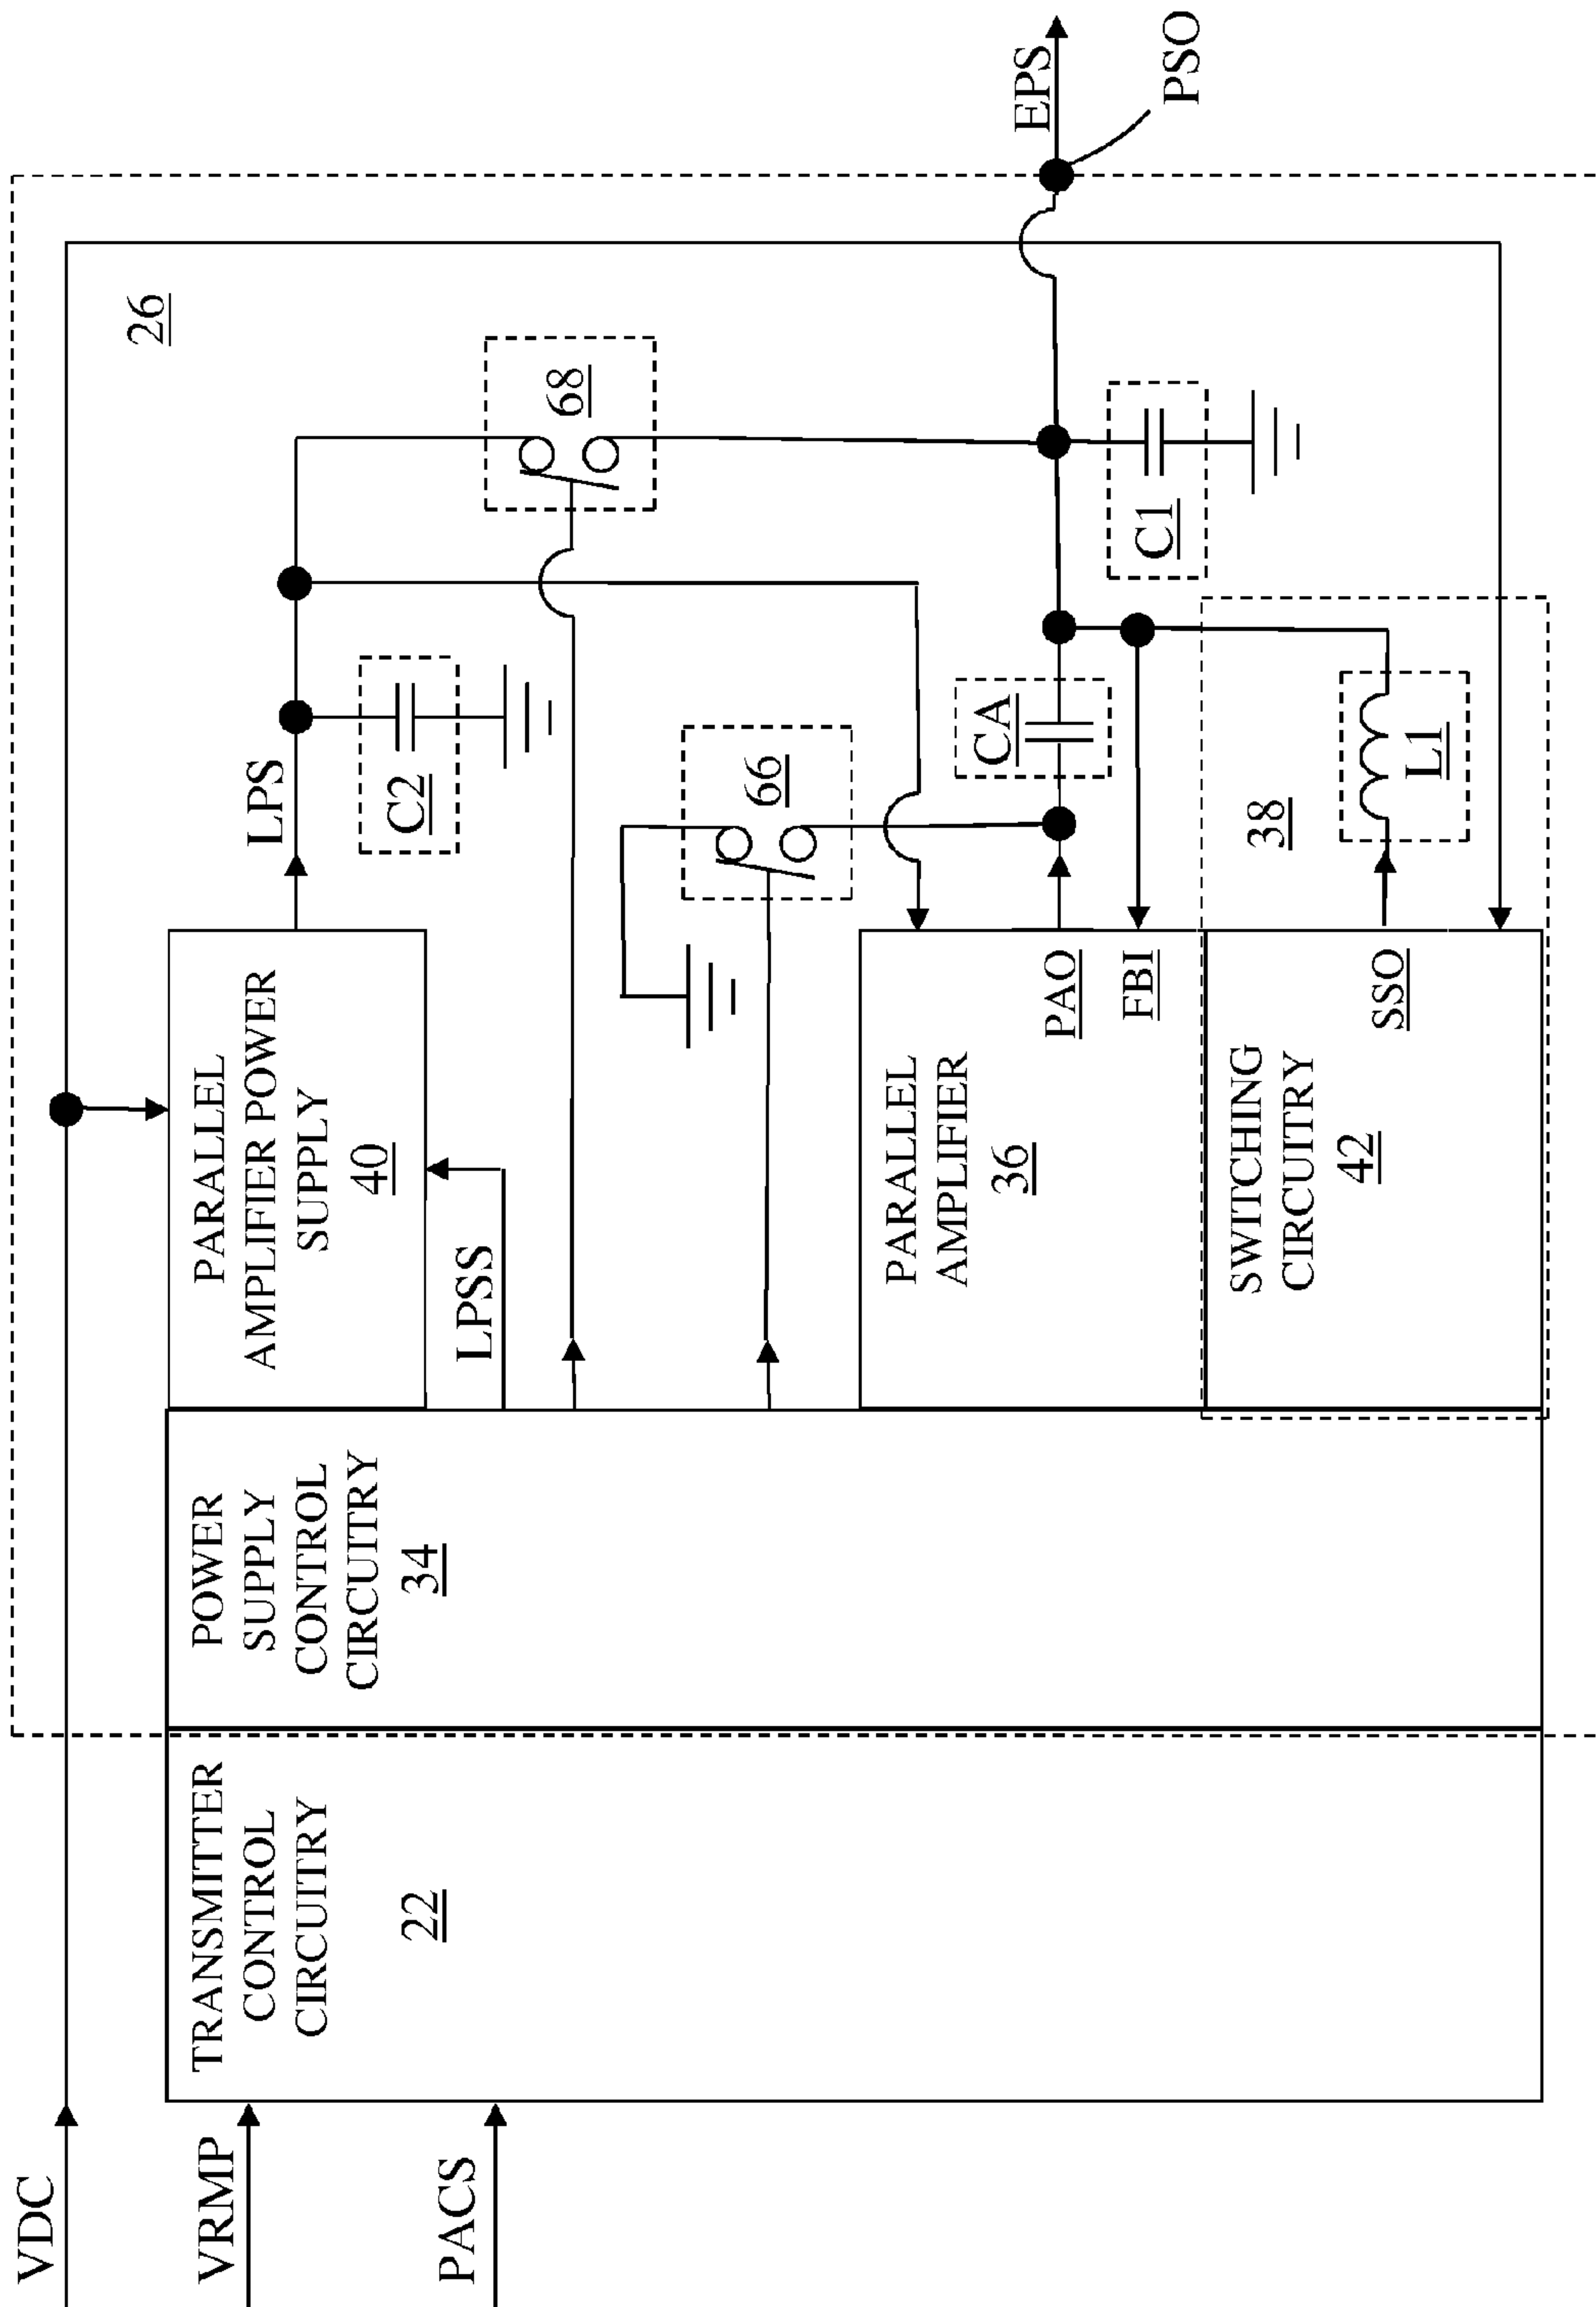 VDC
VRMP
PACS
TRANSMITTER
CONTROL
CIRCUITRY
22
POWER
SUPPLY
CONTROL
CIRCUITRY
34
PARALLEL
AMPLIFIER POWER
SUPPLY
40
LPSS
LPS
C2
26
68
66
PARALLEL
AMPLIFIER
36
PAO
FBI
CA
C1
EPS
PSO
SWITCHING
CIRCUITRY
42
SSO
38
L1